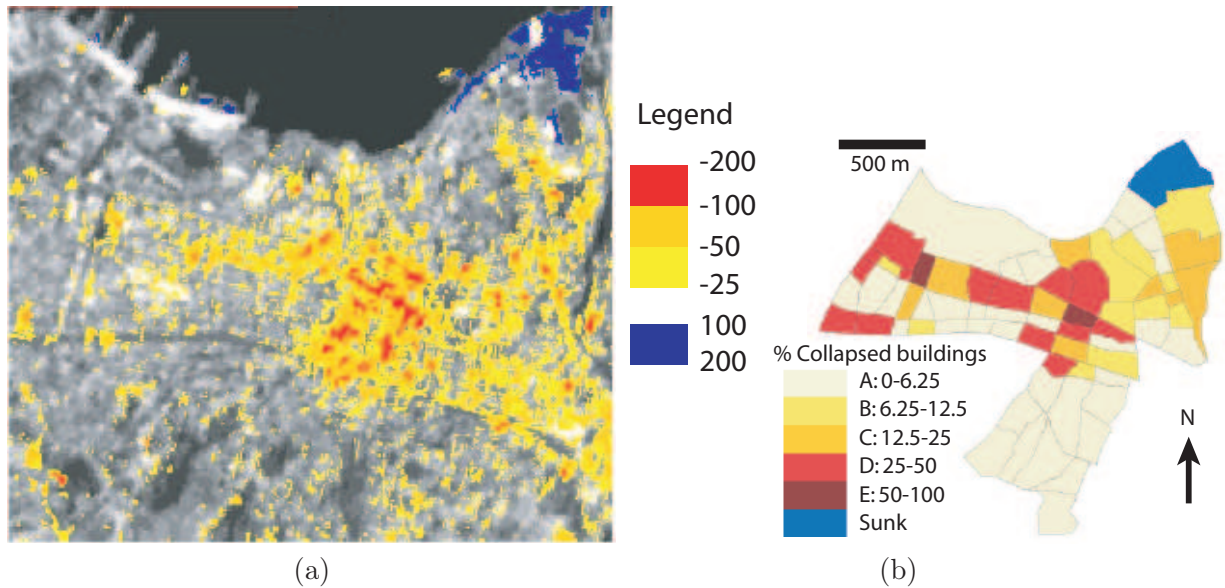 Legend
-200
-100
-50
-25
100
200
500 m
% Collapsed buildings
A: 0-6.25
B: 6.25-12.5
C: 12.5-25
D: 25-50
E: 50-100
Sunk
N
(a)
(b)